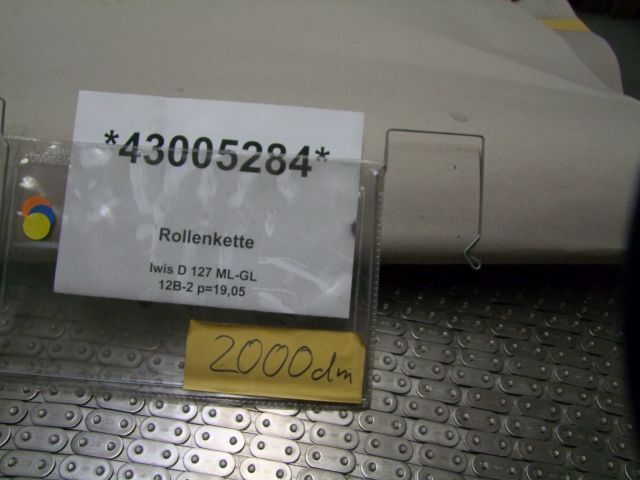 *43005284*
Rollenkette
Iwis D 127 ML-GL
12B-2 p=19,05
2000dm